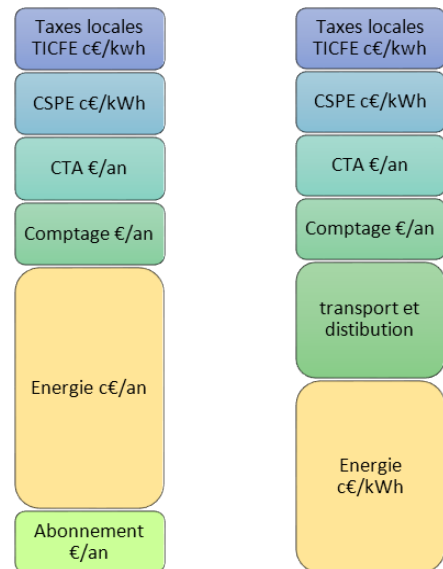 Taxes locales
TICFE c€/kwh
CSPE c€/kWh
CTA €/an
Comptage €/an
Energie c€/an
Abonnement
€/an
Taxes locales
TICFE c€/kwh
CSPE c€/kWh
CTA €/an
Comptage €/an
transport et
distibution
Energie
c€/kWh